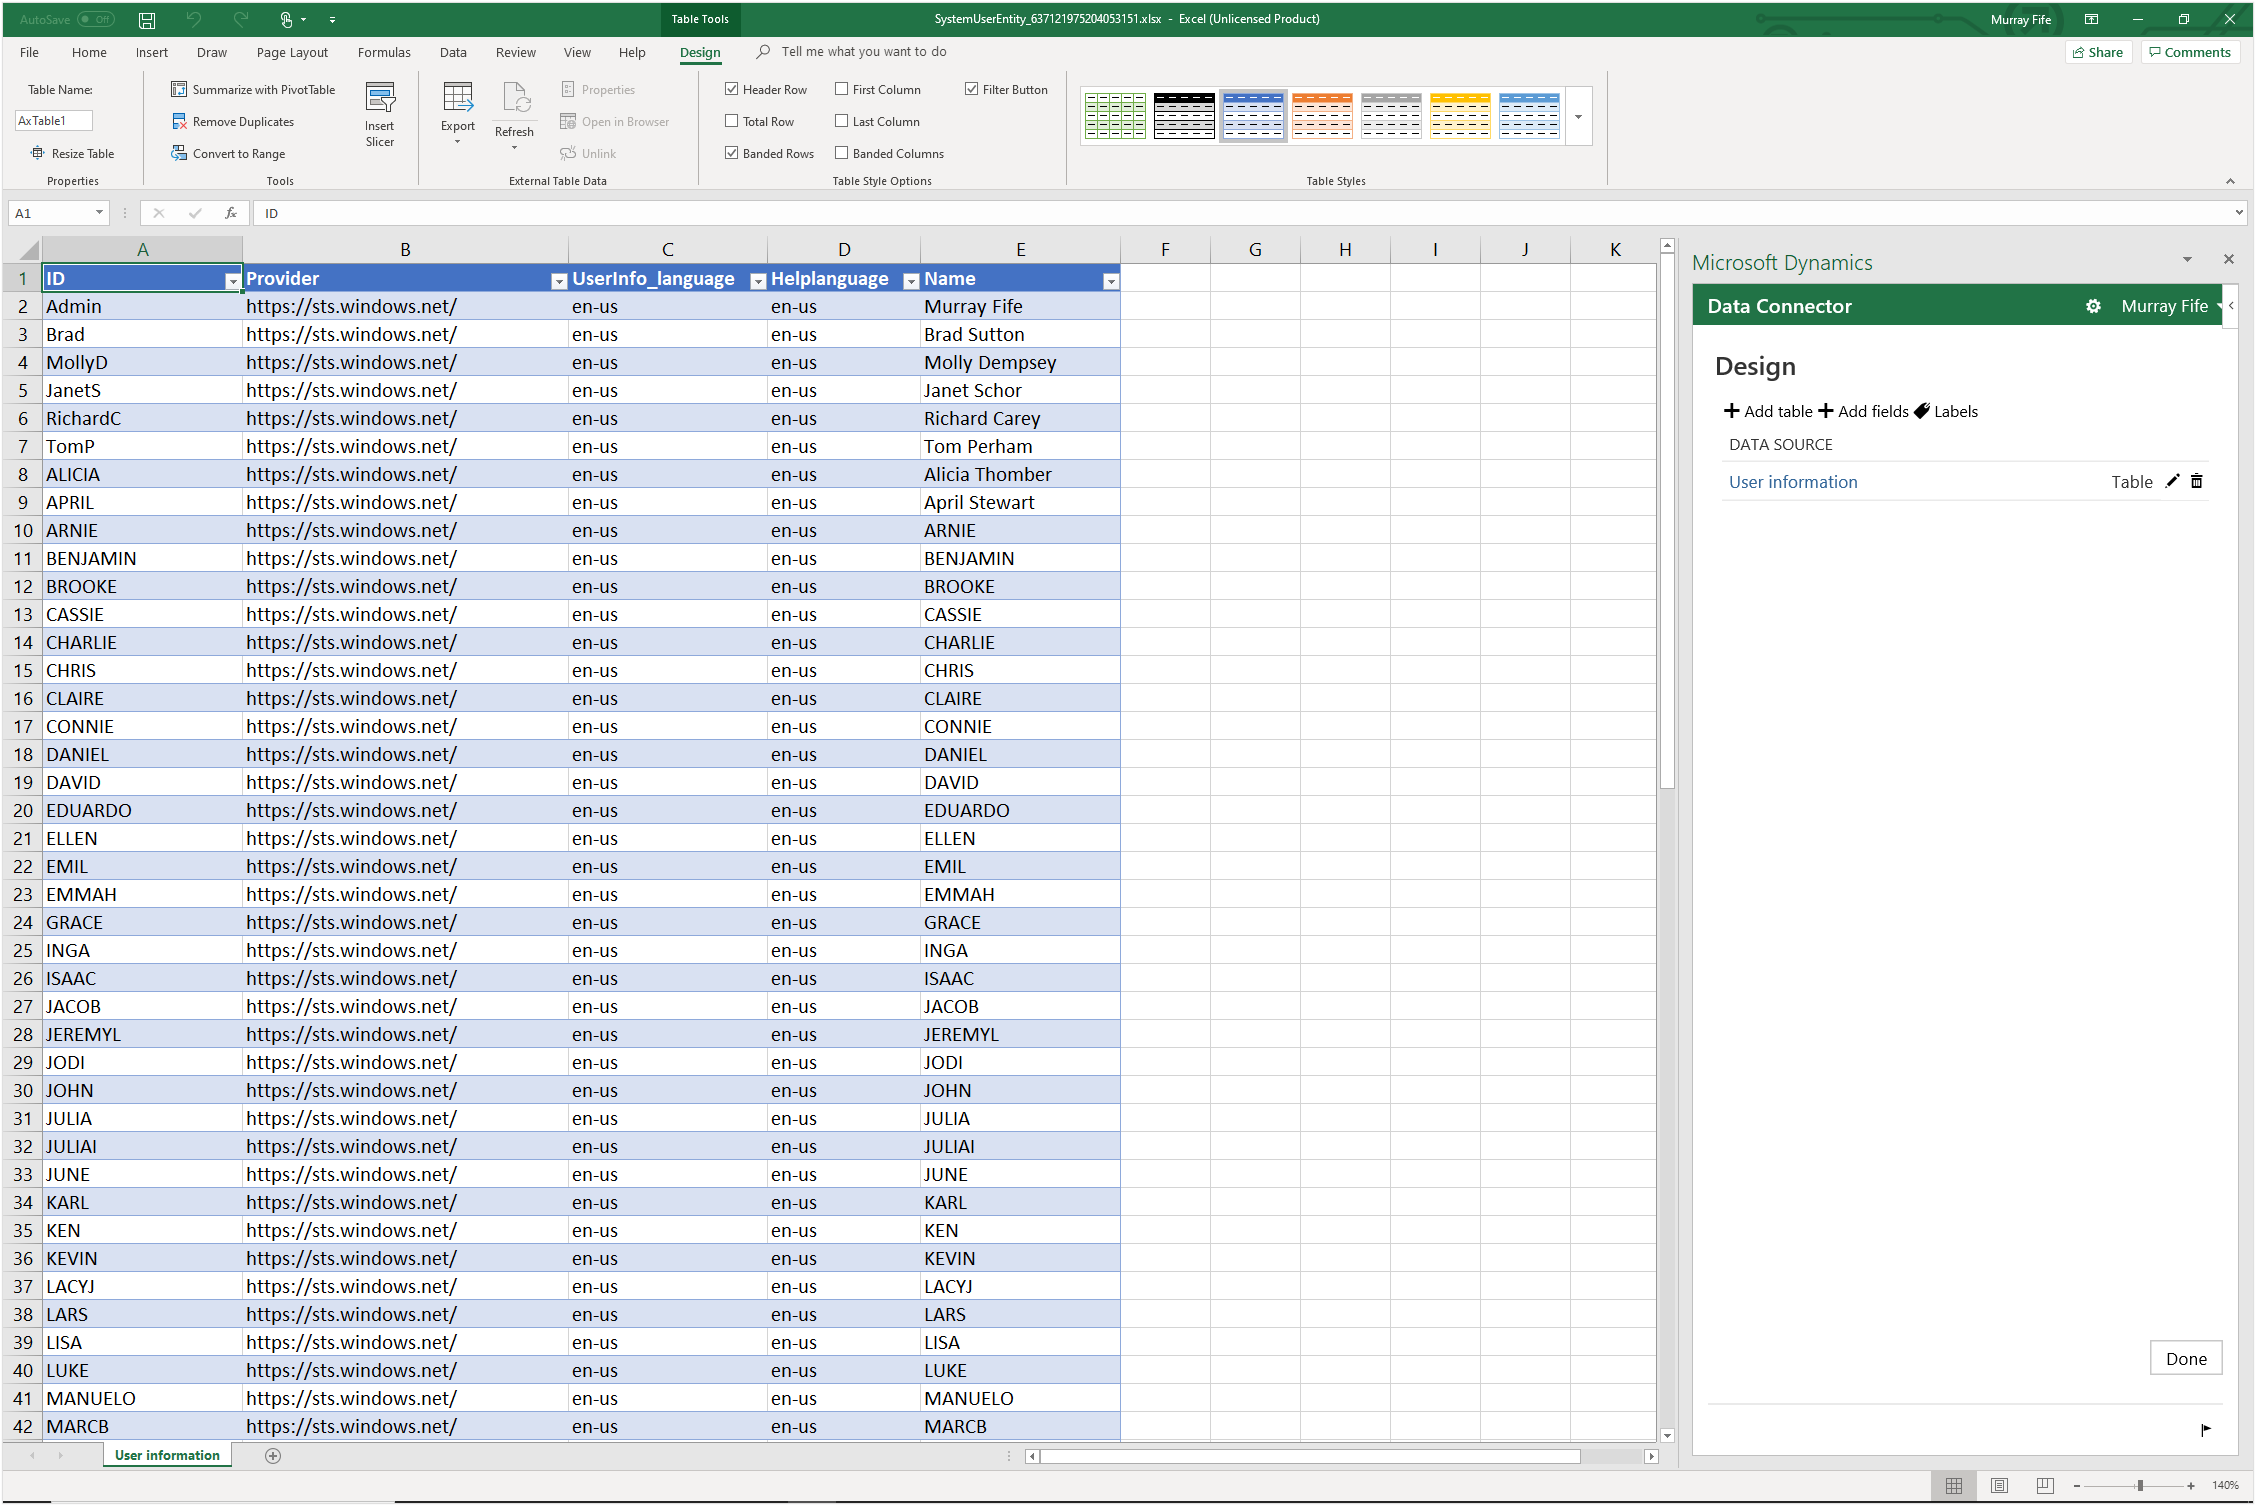 AutoSave Off Table Tools SystemUserEntity_637121975204053151.xlsx - Excel (Unlicensed Product) Murray Fife
File Home Insert Draw Page Layout Formulas Data Review View Help Design Tell me what you want to do Share Comments
Table Name: Summarize with PivotTable Properties Header Row First Column Filter Button
AxTable1 Remove Duplicates Insert Slicer Export Refresh Open in Browser Total Row Last Column
Resize Table Convert to Range Unlink Banded Rows Banded Columns
Properties Tools External Table Data Table Style Options Table Styles
A1 fx ID
A B C D E F G H I J K
1 ID Provider UserInfo_language Helplanguage Name
2 Admin https://sts.windows.net/ en-us en-us Murray Fife
3 Brad https://sts.windows.net/ en-us en-us Brad Sutton
4 MollyD https://sts.windows.net/ en-us en-us Molly Dempsey
5 JanetS https://sts.windows.net/ en-us en-us Janet Schor
6 RichardC https://sts.windows.net/ en-us en-us Richard Carey
7 TomP https://sts.windows.net/ en-us en-us Tom Perham
8 ALICIA https://sts.windows.net/ en-us en-us Alicia Thomber
9 APRIL https://sts.windows.net/ en-us en-us April Stewart
10 ARNIE https://sts.windows.net/ en-us en-us ARNIE
11 BENJAMIN https://sts.windows.net/ en-us en-us BENJAMIN
12 BROOKE https://sts.windows.net/ en-us en-us BROOKE
13 CASSIE https://sts.windows.net/ en-us en-us CASSIE
14 CHARLIE https://sts.windows.net/ en-us en-us CHARLIE
15 CHRIS https://sts.windows.net/ en-us en-us CHRIS
16 CLAIRE https://sts.windows.net/ en-us en-us CLAIRE
17 CONNIE https://sts.windows.net/ en-us en-us CONNIE
18 DANIEL https://sts.windows.net/ en-us en-us DANIEL
19 DAVID https://sts.windows.net/ en-us en-us DAVID
20 EDUARDO https://sts.windows.net/ en-us en-us EDUARDO
21 ELLEN https://sts.windows.net/ en-us en-us ELLEN
22 EMIL https://sts.windows.net/ en-us en-us EMIL
23 EMMAH https://sts.windows.net/ en-us en-us EMMAH
24 GRACE https://sts.windows.net/ en-us en-us GRACE
25 INGA https://sts.windows.net/ en-us en-us INGA
26 ISAAC https://sts.windows.net/ en-us en-us ISAAC
27 JACOB https://sts.windows.net/ en-us en-us JACOB
28 JEREMYL https://sts.windows.net/ en-us en-us JEREMYL
29 JODI https://sts.windows.net/ en-us en-us JODI
30 JOHN https://sts.windows.net/ en-us en-us JOHN
31 JULIA https://sts.windows.net/ en-us en-us JULIA
32 JULIAI https://sts.windows.net/ en-us en-us JULIAI
33 JUNE https://sts.windows.net/ en-us en-us JUNE
34 KARL https://sts.windows.net/ en-us en-us KARL
35 KEN https://sts.windows.net/ en-us en-us KEN
36 KEVIN https://sts.windows.net/ en-us en-us KEVIN
37 LACYJ https://sts.windows.net/ en-us en-us LACYJ
38 LARS https://sts.windows.net/ en-us en-us LARS
39 LISA https://sts.windows.net/ en-us en-us LISA
40 LUKE https://sts.windows.net/ en-us en-us LUKE
41 MANUELO https://sts.windows.net/ en-us en-us MANUELO
42 MARCB https://sts.windows.net/ en-us en-us MARCB
User information
Microsoft Dynamics
Data Connector Murray Fife
Design
Add table Add fields Labels
DATA SOURCE
User information Table
Done
140%